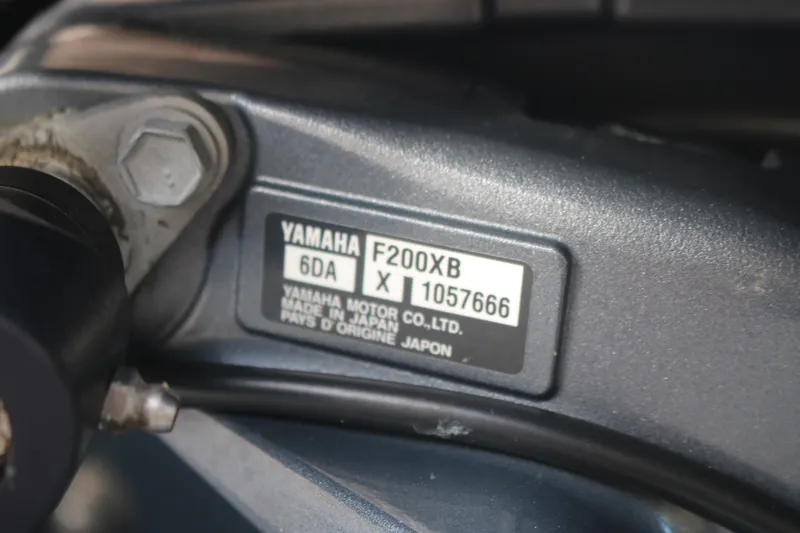 YAMAHA F200XB
6DA X 1057666
YAMAHA MOTOR CO.,LTD.
MADE IN JAPAN
PAYS D'ORIGINE JAPON